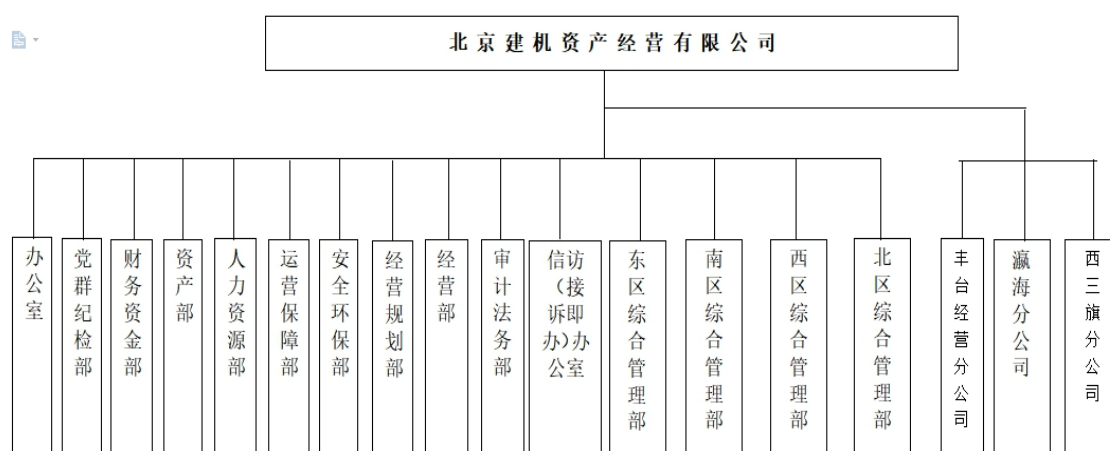 北京建机资产经营有限公司
办公室
党群纪检部
财务资金部
资产部
人力资源部
运营保障部
安全环保部
经营规划部
经营部
审计法务部
信访
（接
诉即
办）办
公室
东区综合管理部
南区综合管理部
西区综合管理部
北区综合管理部
丰台经营分公司
瀛海分公司
西三旗分公司